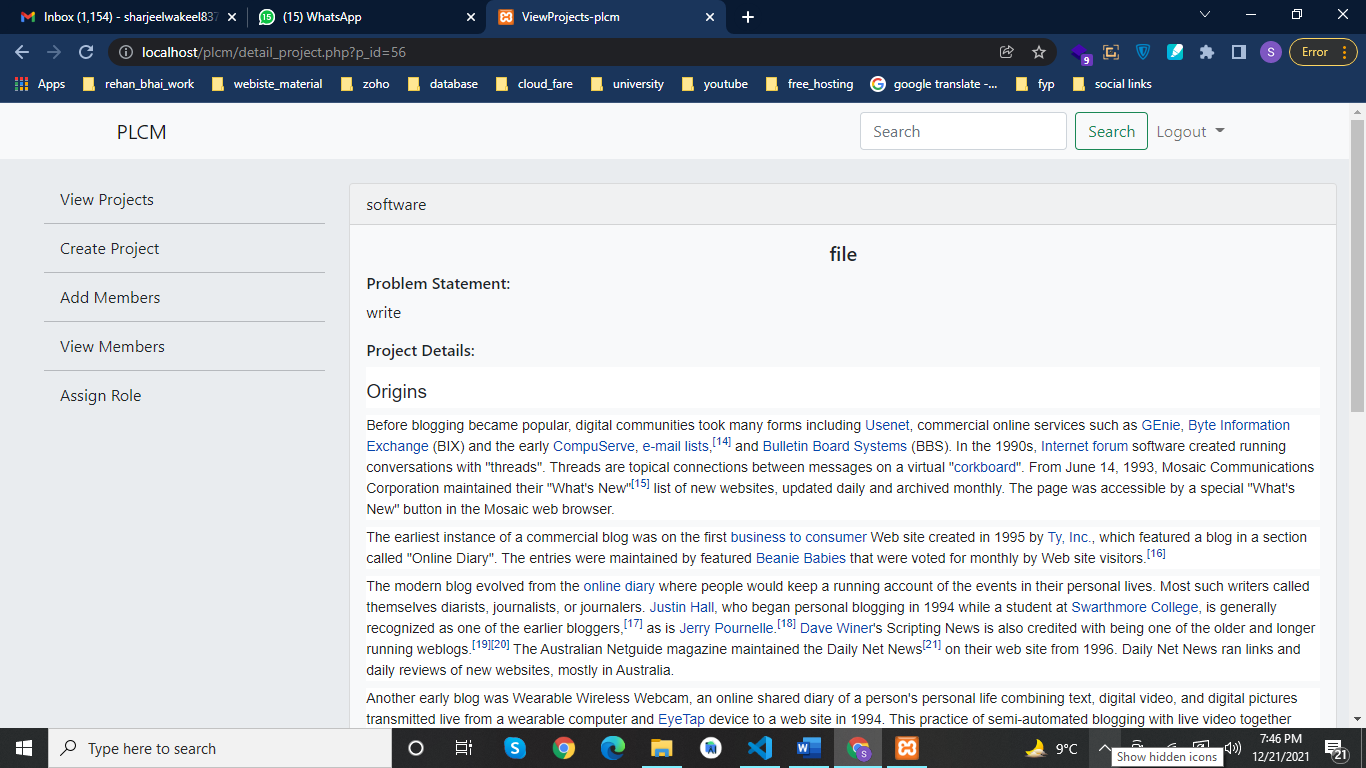 Inbox (1,154) - sharjeelwakeel837
(15) WhatsApp
ViewProjects-plcm
localhost/plcm/detail_project.php?p_id=56
9
S
Error
Apps
rehan_bhai_work
webiste_material
zoho
database
cloud_fare
university
youtube
free_hosting
google translate -...
fyp
social links
PLCM
Search
Search
Logout
View Projects
Create Project
Add Members
View Members
Assign Role
software
file
Problem Statement:
write
Project Details:
Origins
Before blogging became popular, digital communities took many forms including Usenet, commercial online services such as GEnie, Byte Information
Exchange (BIX) and the early CompuServe, e-mail lists,[14] and Bulletin Board Systems (BBS). In the 1990s, Internet forum software created running
conversations with "threads". Threads are topical connections between messages on a virtual "corkboard". From June 14, 1993, Mosaic Communications
Corporation maintained their "What's New"[15] list of new websites, updated daily and archived monthly. The page was accessible by a special "What's
New" button in the Mosaic web browser.
The earliest instance of a commercial blog was on the first business to consumer Web site created in 1995 by Ty, Inc., which featured a blog in a section
called "Online Diary". The entries were maintained by featured Beanie Babies that were voted for monthly by Web site visitors.[16]
The modern blog evolved from the online diary where people would keep a running account of the events in their personal lives. Most such writers called
themselves diarists, journalists, or journalers. Justin Hall, who began personal blogging in 1994 while a student at Swarthmore College, is generally
recognized as one of the earlier bloggers,[17] as is Jerry Pournelle.[18] Dave Winer's Scripting News is also credited with being one of the older and longer
running weblogs.[19][20] The Australian Netguide magazine maintained the Daily Net News[21] on their web site from 1996. Daily Net News ran links and
daily reviews of new websites, mostly in Australia.
Another early blog was Wearable Wireless Webcam, an online shared diary of a person's personal life combining text, digital video, and digital pictures
transmitted live from a wearable computer and EyeTap device to a web site in 1994. This practice of semi-automated blogging with live video together
Type here to search
9°C
Show hidden icons
7:46 PM
12/21/2021
21